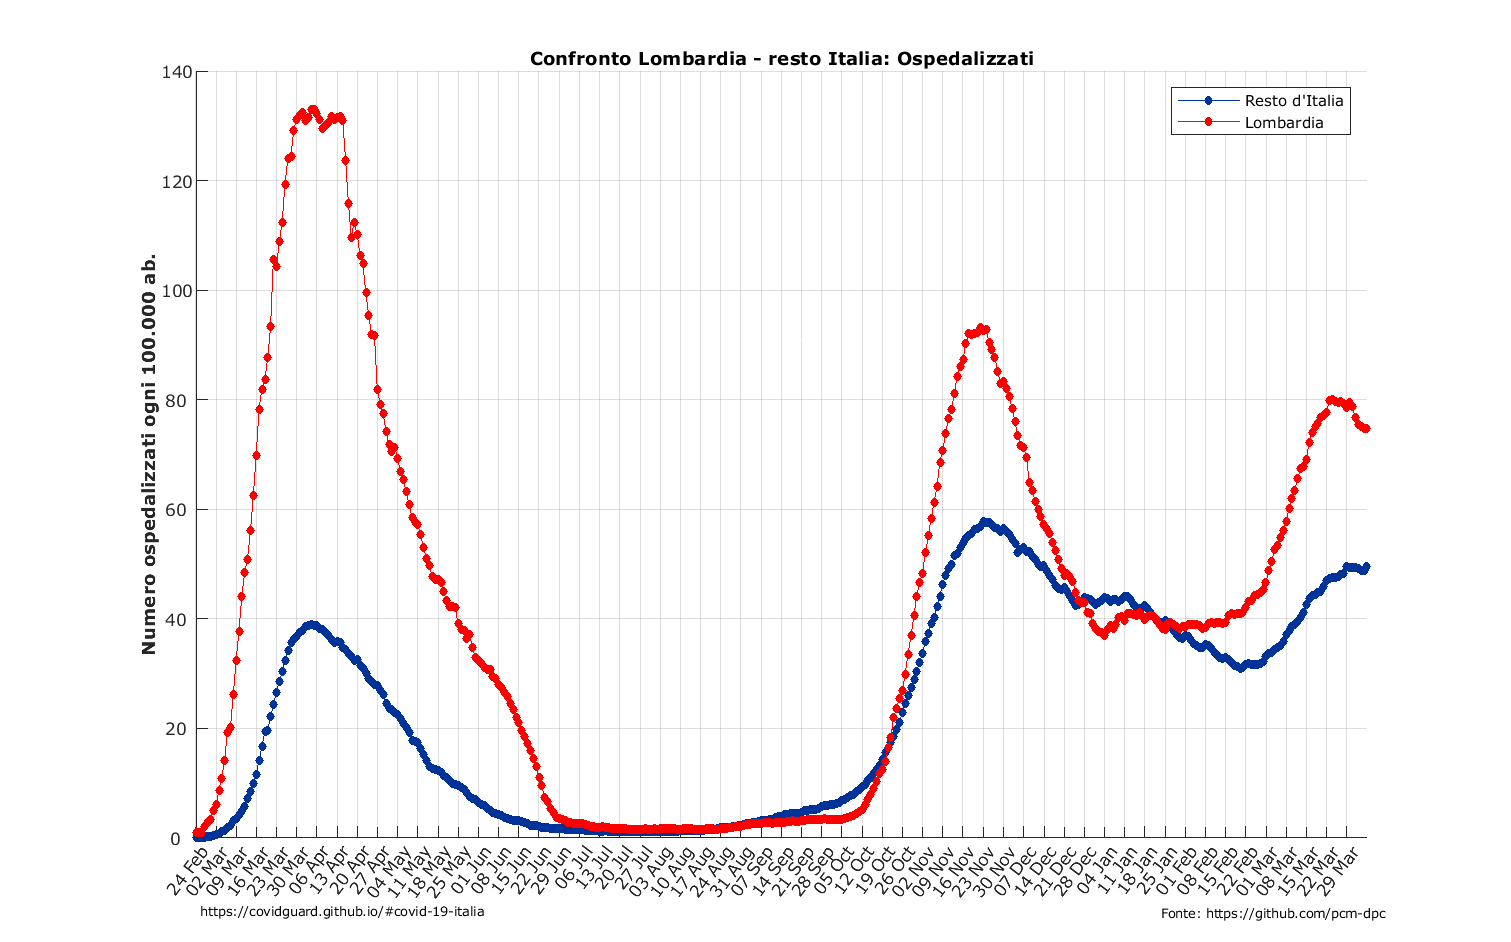 Confronto Lombardia - resto Italia: Ospedalizzati
Resto d'Italia
Lombardia
Numero ospedalizzati ogni 100.000 ab.
140
120
100
80
60
40
20
0
24 Feb
02 Mar
09 Mar
16 Mar
23 Mar
30 Mar
06 Apr
13 Apr
20 Apr
27 Apr
04 May
11 May
18 May
25 May
01 Jun
08 Jun
15 Jun
22 Jun
29 Jun
06 Jul
13 Jul
20 Jul
27 Jul
03 Aug
10 Aug
17 Aug
24 Aug
31 Aug
07 Sep
14 Sep
21 Sep
28 Sep
05 Oct
12 Oct
19 Oct
26 Oct
02 Nov
09 Nov
16 Nov
23 Nov
30 Nov
07 Dec
14 Dec
21 Dec
28 Dec
04 Jan
11 Jan
18 Jan
25 Jan
01 Feb
08 Feb
15 Feb
22 Feb
01 Mar
08 Mar
15 Mar
22 Mar
29 Mar
https://covidguard.github.io/#covid-19-italia
Fonte: https://github.com/pcm-dpc